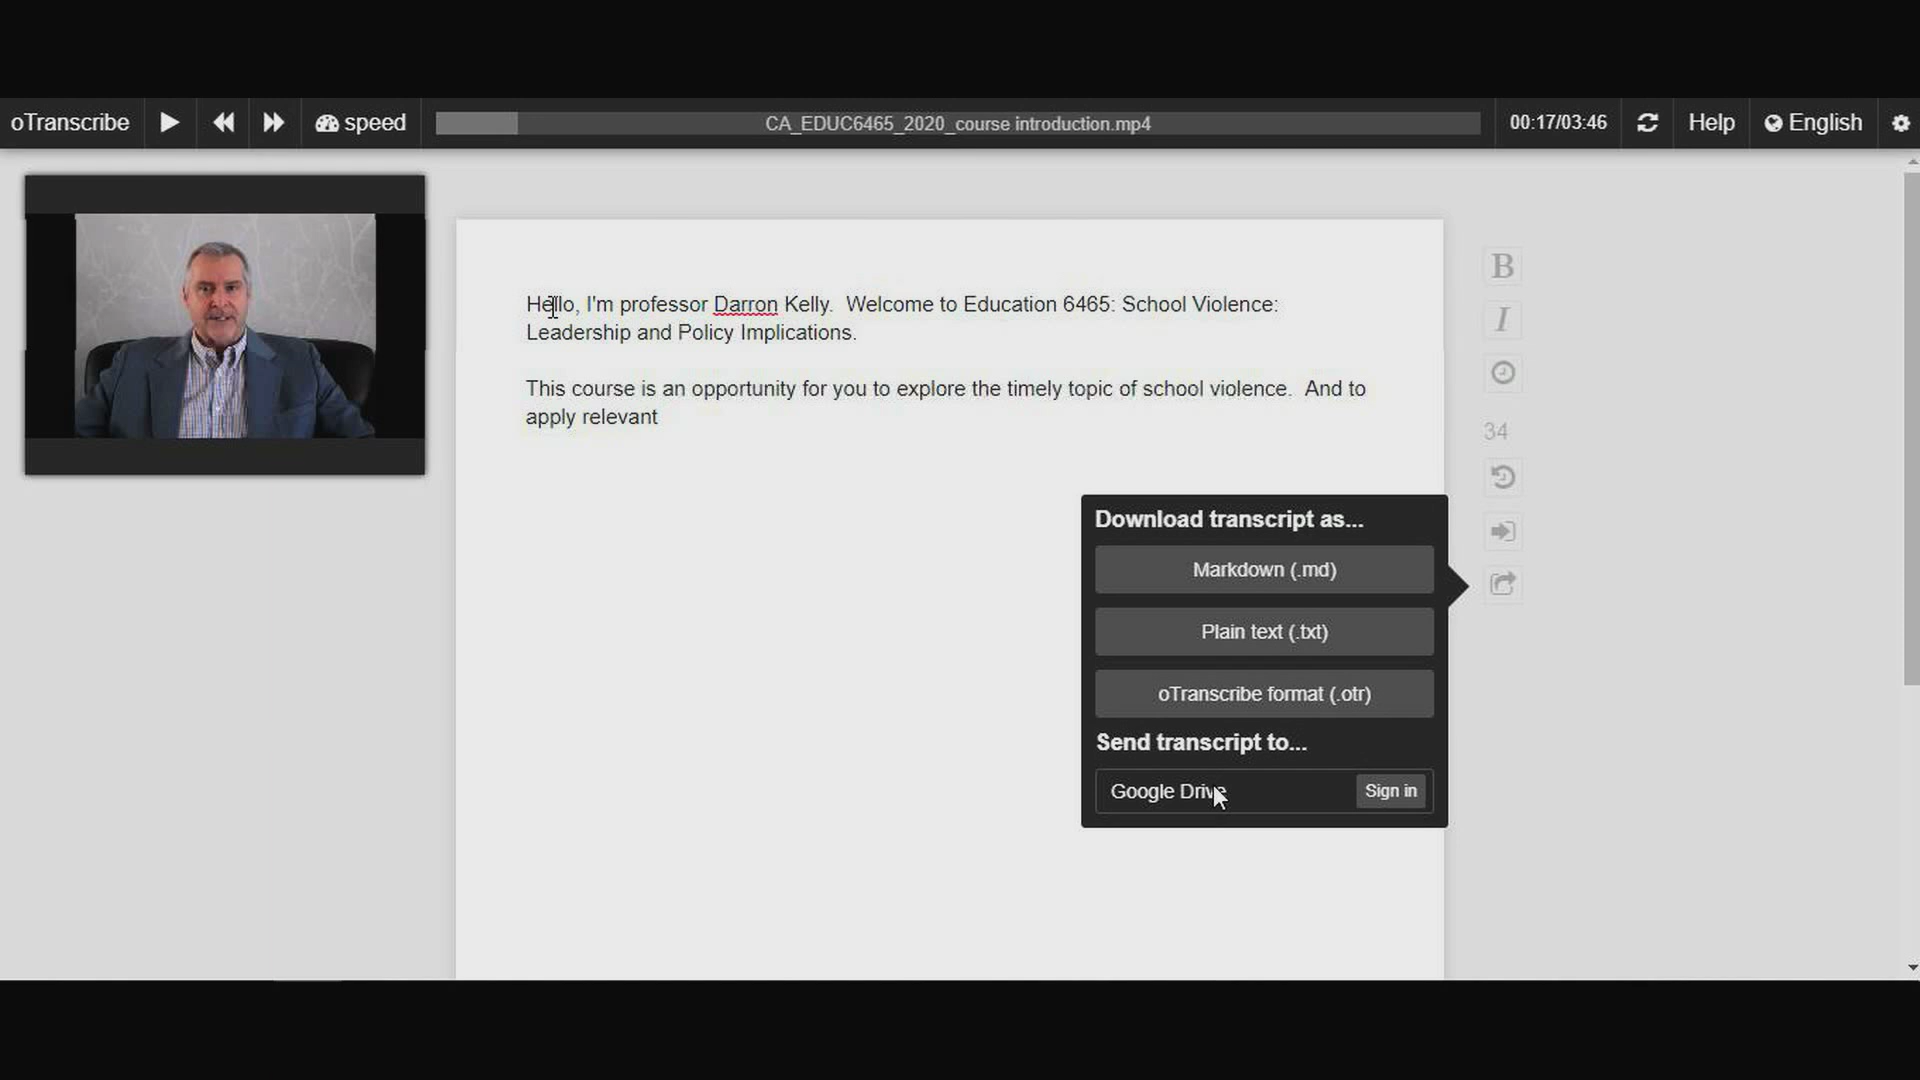 oTranscribe
speed
CA_EDUC6465_2020_course introduction.mp4
00:17/03:46
Help
English
Hello, I'm professor Darron Kelly.  Welcome to Education 6465: School Violence:
Leadership and Policy Implications.
This course is an opportunity for you to explore the timely topic of school violence.  And to
apply relevant
B
I
34
Download transcript as...
Markdown (.md)
Plain text (.txt)
oTranscribe format (.otr)
Send transcript to...
Google Drive
Sign in